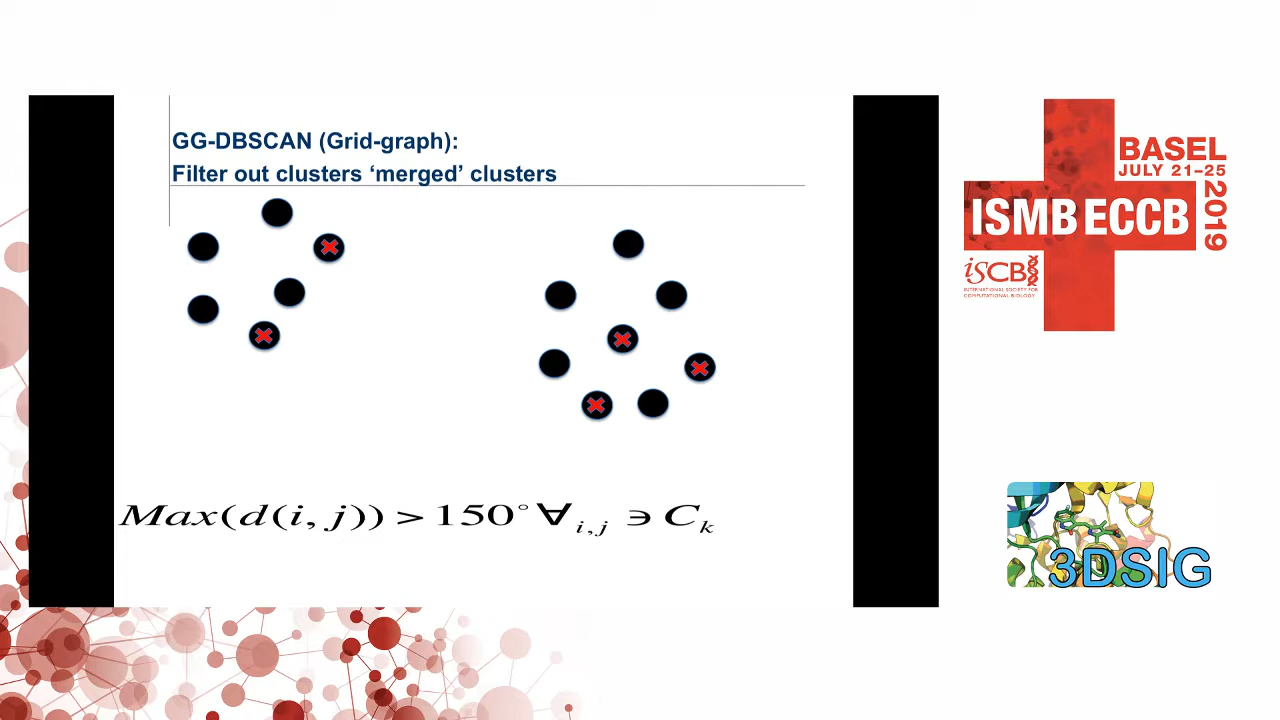 GG-DBSCAN (Grid-graph):
Filter out clusters ‘merged’ clusters
Max(d(i, j)) > 150° ∀i,j ∋ Ck
BASEL
JULY 21–25
2019
ISMB ECCB
iSCB
INTERNATIONAL SOCIETY FOR
COMPUTATIONAL BIOLOGY
3DSIG